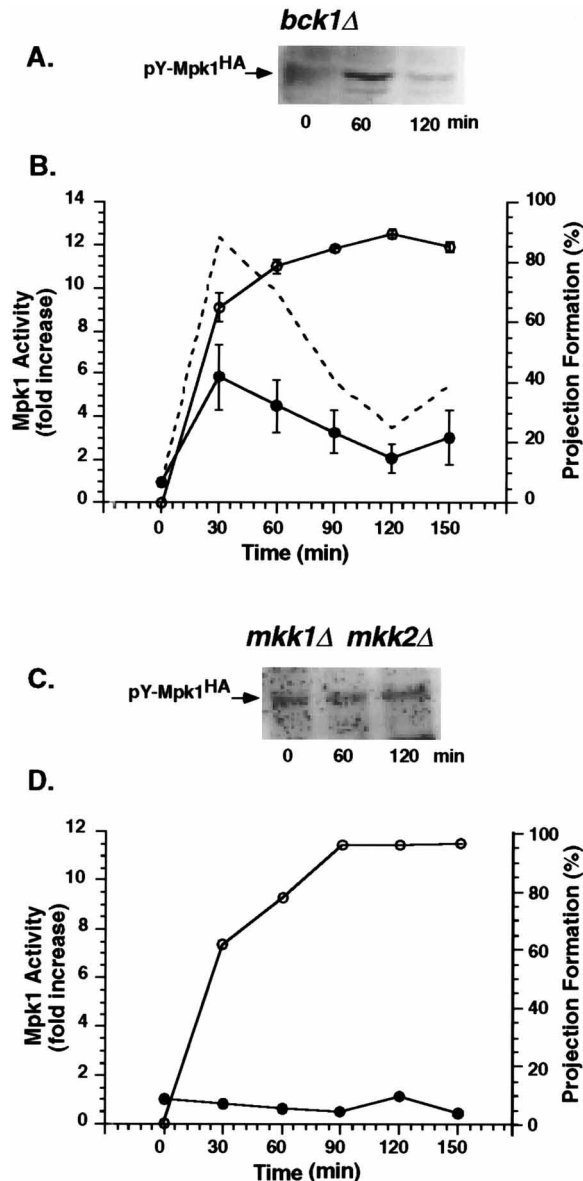 bck1Δ
A.
pY-Mpk1HA
0 60 120 min
B.
14
12
10
8
6
4
2
0
Mpk1 Activity
(fold increase)
100
80
60
40
20
0
Projection Formation (%)
0 30 60 90 120 150
Time (min)
mkk1Δ mkk2Δ
C.
pY-Mpk1HA
0 60 120 min
D.
12
10
8
6
4
2
0
Mpk1 Activity
(fold increase)
100
80
60
40
20
0
Projection Formation (%)
0 30 60 90 120 150
Time (min)